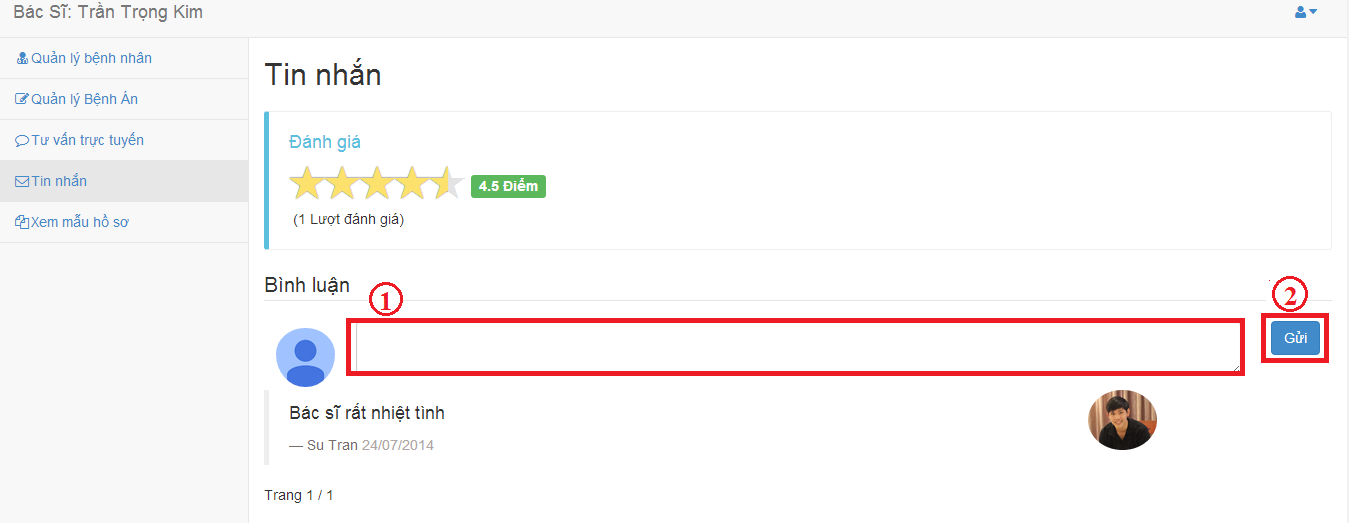 Bác Sĩ: Trần Trọng Kim
Quản lý bệnh nhân
Quản lý Bệnh Án
Tư vấn trực tuyến
Tin nhắn
Xem mẫu hồ sơ
Tin nhắn
Đánh giá
4.5 Điểm
(1 Lượt đánh giá)
Bình luận
1
2
Gửi
Bác sĩ rất nhiệt tình
— Su Tran 24/07/2014
Trang 1 / 1